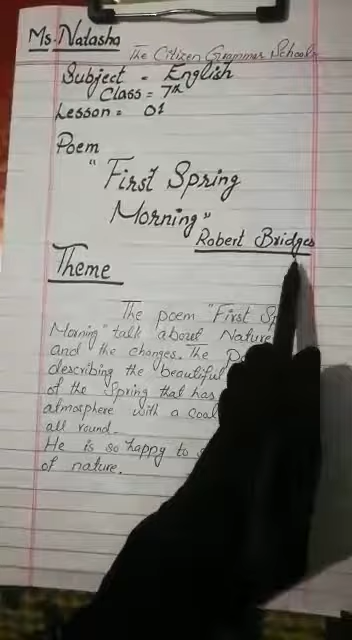 Ms. Natasha
The Citizen Grammar Schools
Subject = English
Class = 7th
Lesson = 01
Poem
"First Spring
Morning"
Robert Bridges
Theme
The poem "First Sp
Morning" talk about Nature
and the changes. The
describing the beautiful
of the Spring that has
atmosphere with a
all round.
He is so happy to
of nature.